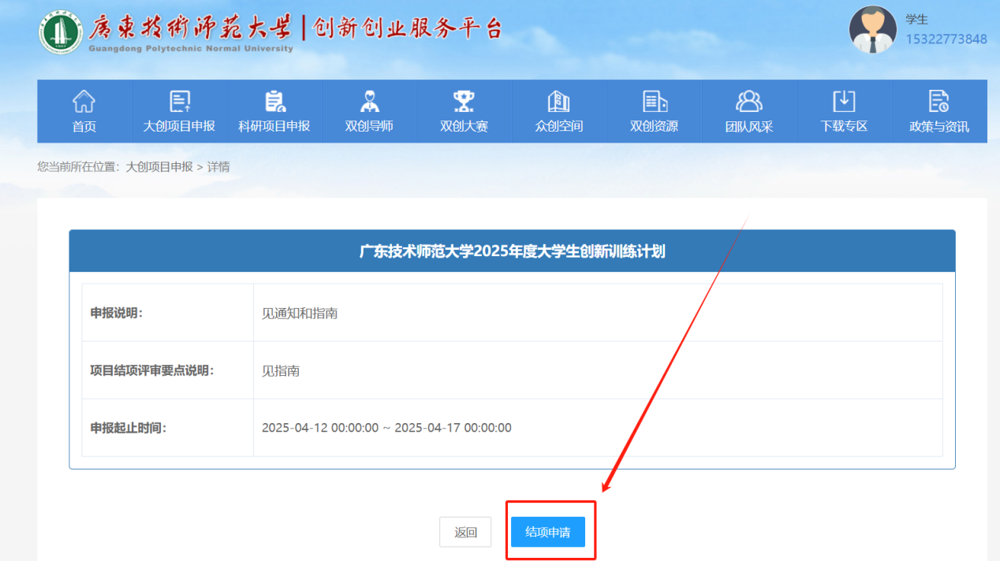 廣東技術师范大学|创新创业服务平台
Guangdong Polytechnic Normal University
学生
15322773848
首页
大创项目申报
科研项目申报
双创导师
双创大赛
众创空间
双创资源
团队风采
下载专区
政策与资讯
您当前所在位置：大创项目申报 > 详情
广东技术师范大学2025年度大学生创新训练计划
申报说明：
见通知和指南
项目结项评审要点说明：
见指南
申报起止时间：
2025-04-12 00:00:00 ~ 2025-04-17 00:00:00
返回
结项申请